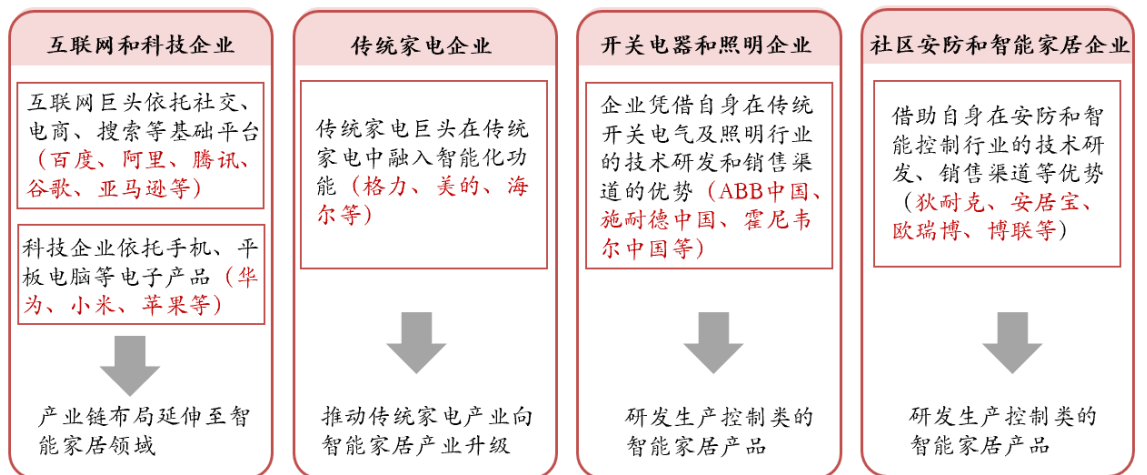 互联网和科技企业
互联网巨头依托社交、
电商、搜索等基础平台
（百度、阿里、腾讯、
谷歌、亚马逊等）
科技企业依托手机、平
板电脑等电子产品（华
为、小米、苹果等）
产业链布局延伸至智
能家居领域
传统家电企业
传统家电巨头在传统
家电中融入智能化功
能（格力、美的、海
尔等）
推动传统家电产业向
智能家居产业升级
开关电器和照明企业
企业凭借自身在传统
开关电气及照明行业
的技术研发和销售渠
道的优势（ABB中国、
施耐德中国、霍尼韦
尔中国等）
研发生产控制类的
智能家居产品
社区安防和智能家居企业
借助自身在安防和智
能控制行业的技术研
发、销售渠道等优势
（狄耐克、安居宝、
欧瑞博、博联等）
研发生产控制类的
智能家居产品